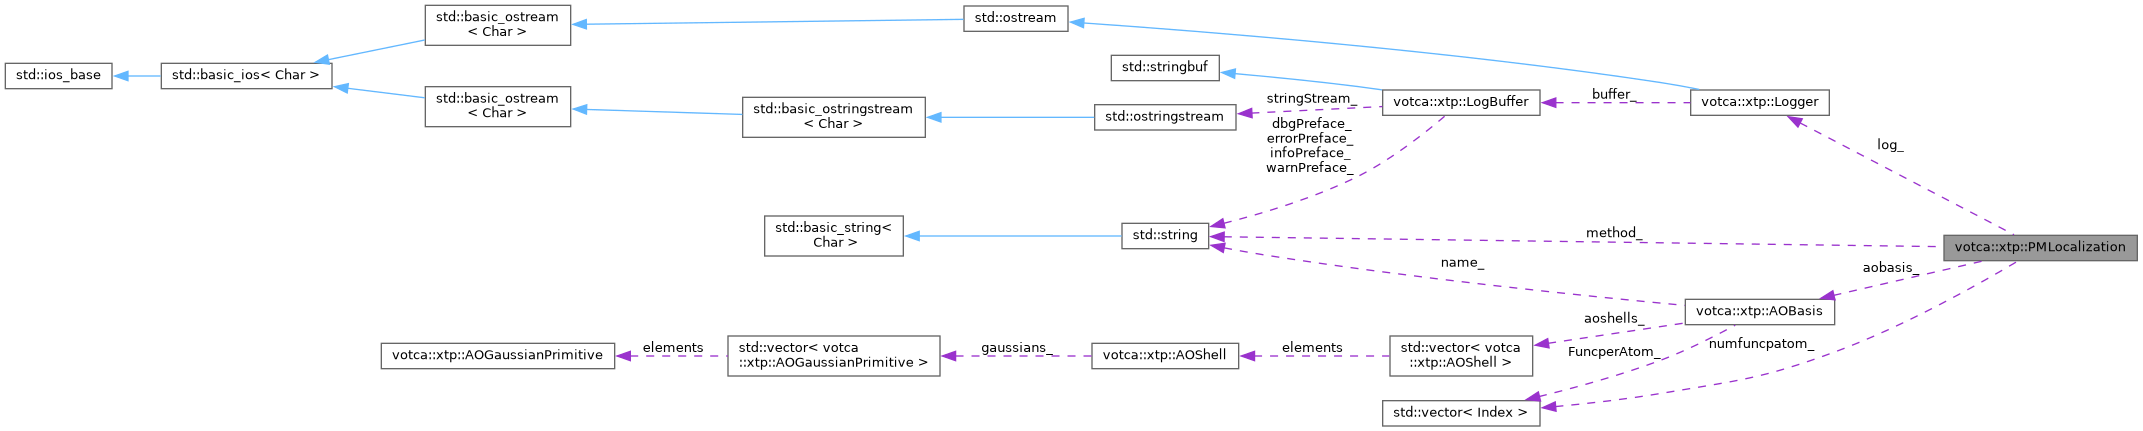 std::basic_ostream
< Char >
std::ostream
std::ios_base
std::basic_ios< Char >
std::stringbuf
std::basic_ostream
< Char >
std::basic_ostringstream
< Char >
std::ostringstream
stringStream_
votca::xtp::LogBuffer
buffer_
votca::xtp::Logger
dbgPreface_
errorPreface_
infoPreface_
warnPreface_
log_
std::basic_string<
Char >
std::string
method_
votca::xtp::PMLocalization
name_
aobasis_
votca::xtp::AOBasis
aoshells_
votca::xtp::AOGaussianPrimitive
elements
std::vector< votca
::xtp::AOGaussianPrimitive >
gaussians_
votca::xtp::AOShell
elements
std::vector< votca
::xtp::AOShell >
FuncperAtom_
numfuncpatom_
std::vector< Index >